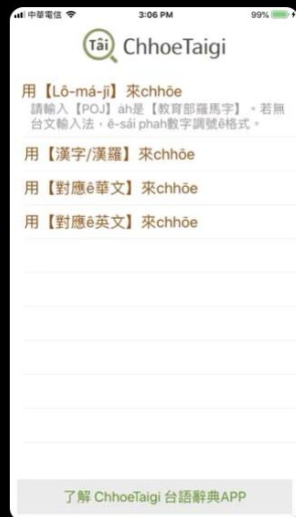 中華電信
3:06 PM
99%
Tâi ChhoeTaigi
用【Lô-má-jī】來chhōe
請輸入【POJ】ah是【教育部羅馬字】。若無
台文輸入法，ē-sái phah數字調號ê格式。
用【漢字/漢羅】來chhōe
用【對應ê華文】來chhōe
用【對應ê英文】來chhōe
了解 ChhoeTaigi 台語辭典APP